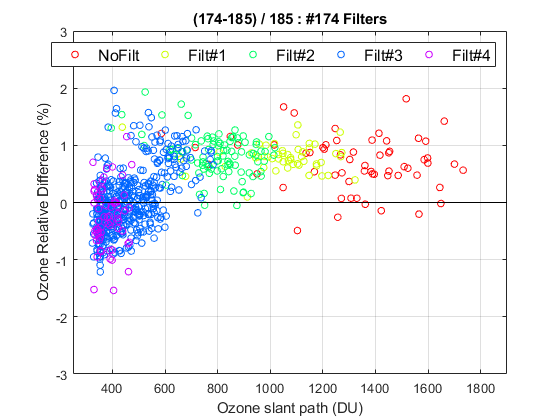 (174-185) / 185 : #174 Filters
NoFilt Filt#1 Filt#2 Filt#3 Filt#4
Ozone Relative Difference (%)
3
2
1
0
-1
-2
-3
400 600 800 1000 1200 1400 1600 1800
Ozone slant path (DU)